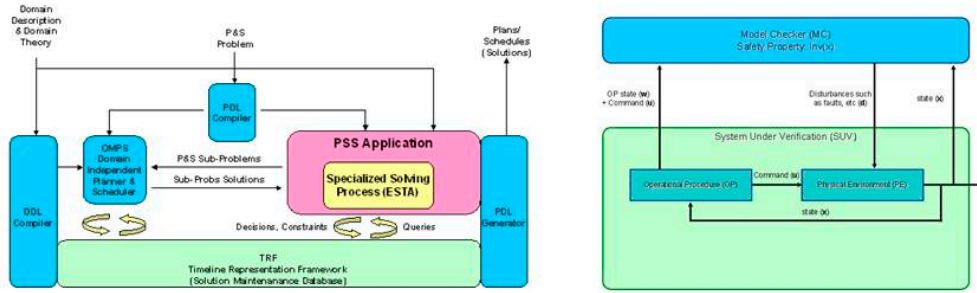 Domain
Description
& Domain
Theory
P&S
Problem
Plans/
Schedules
(Solutions)
PDL
Compiler
OMPS
Domain
Independent
Planner &
Scheduler
P&S Sub-Problems
Sub-Probs Solutions
PSS Application
Specialized Solving
Process (ESTA)
DDL
Compiler
PDL
Generator
Decisions, Constraints
Queries
TRF
Timeline Representation Framework
(Solution Maintenanance Database)
Model Checker (MC)
Safety Property: Inv(x)
OP state (w)
+ Command (u)
Disturbances such
as faults, etc (d)
state (x)
System Under Verification (SUV)
Operational Procedure (OP)
Command (u)
Physical Environment (PE)
state (x)